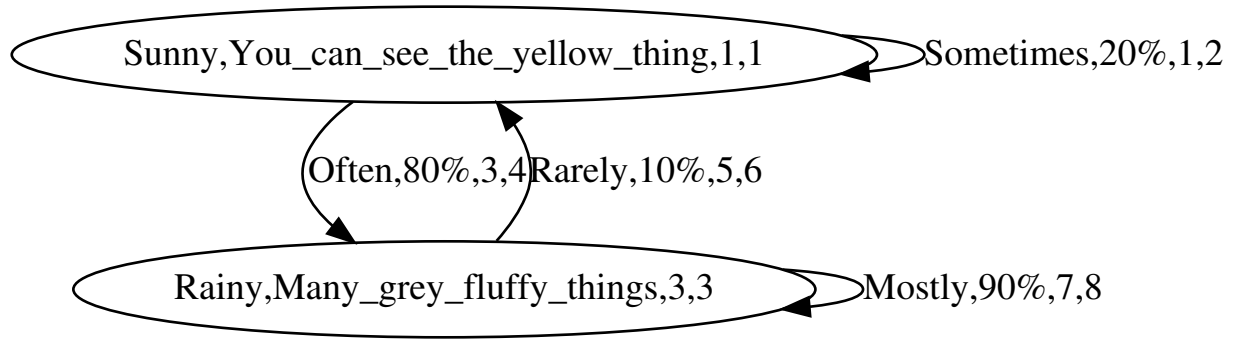 Sunny,You_can_see_the_yellow_thing,1,1
Sometimes,20%,1,2
Often,80%,3,4
Rarely,10%,5,6
Rainy,Many_grey_fluffy_things,3,3
Mostly,90%,7,8